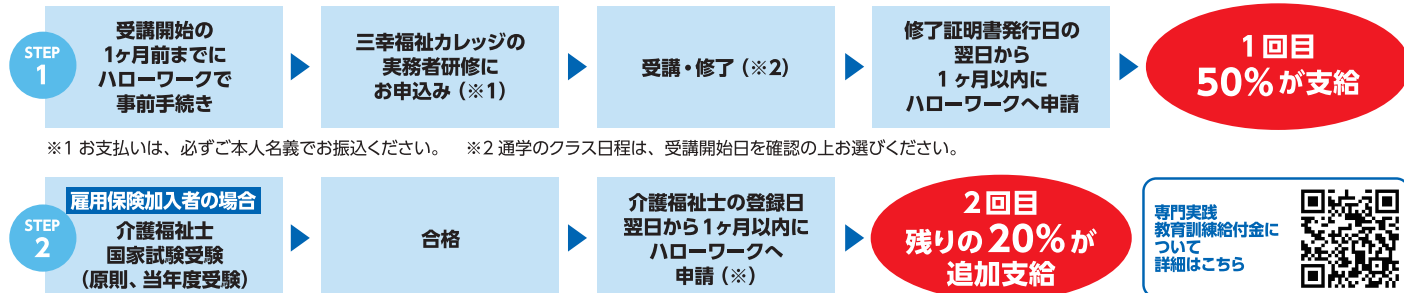 STEP
1
受講開始の
1ヶ月前までに
ハローワークで
事前手続き
三幸福祉カレッジの
実務者研修に
お申込み（※1）
受講・修了（※2）
修了証明書発行日の
翌日から
1ヶ月以内に
ハローワークへ申請
1回目
50%が支給
※1 お支払いは、必ずご本人名義でお振込ください。　※2 通学のクラス日程は、受講開始日を確認の上お選びください。
STEP
2
雇用保険加入者の場合
介護福祉士
国家試験受験
（原則、当年度受験）
合格
介護福祉士の登録日
翌日から1ヶ月以内に
ハローワークへ
申請（※）
2回目
残りの20%が
追加支給
専門実践
教育訓練給付金に
ついて
詳細はこちら